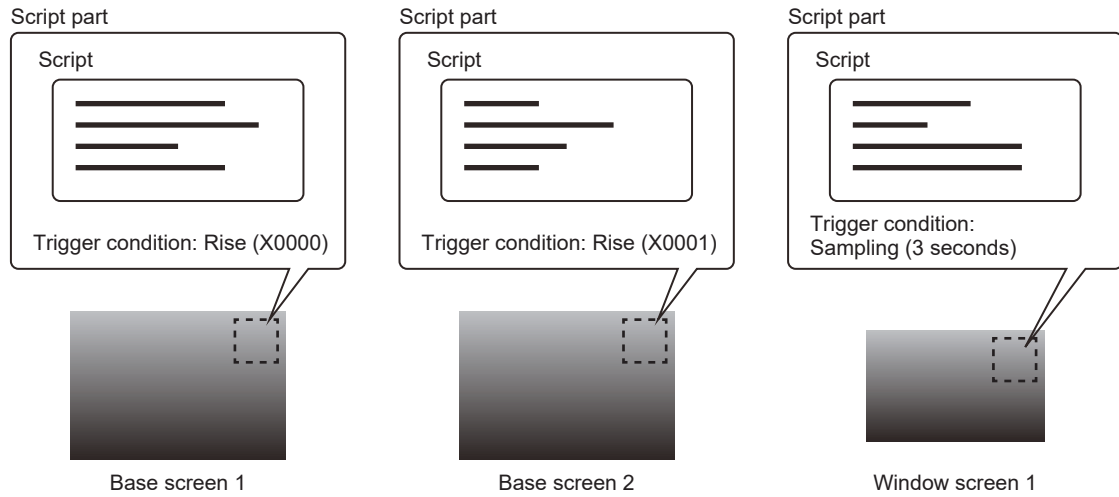 Script part
Script
Trigger condition: Rise (X0000)
Base screen 1
Script part
Script
Trigger condition: Rise (X0001)
Base screen 2
Script part
Script
Trigger condition:
Sampling (3 seconds)
Window screen 1